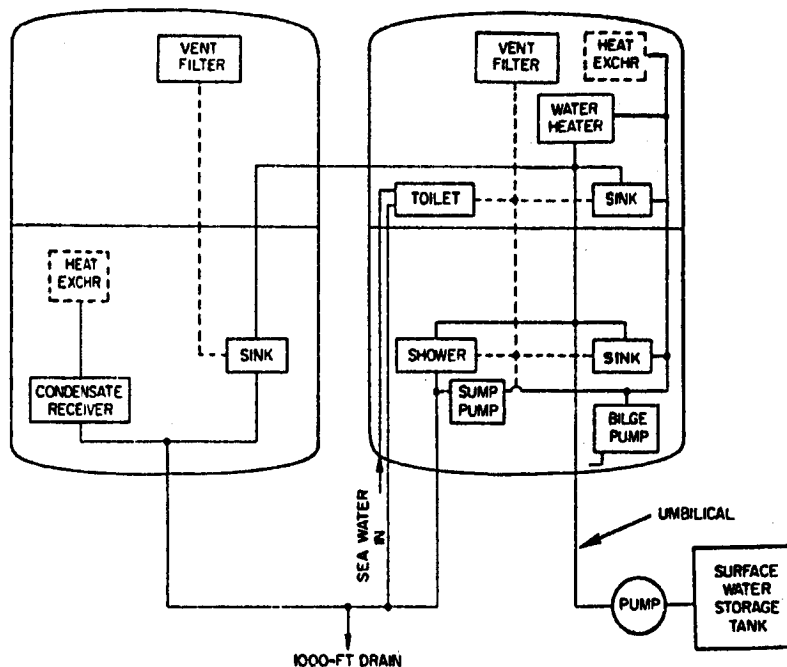 VENT
FILTER
VENT
FILTER
HEAT
EXCHR
WATER
HEATER
TOILET
SINK
HEAT
EXCHR
SINK
SHOWER
SINK
CONDENSATE
RECEIVER
SUMP
PUMP
BILGE
PUMP
SEA WATER
IN
UMBILICAL
PUMP
SURFACE
WATER
STORAGE
TANK
1000-FT DRAIN